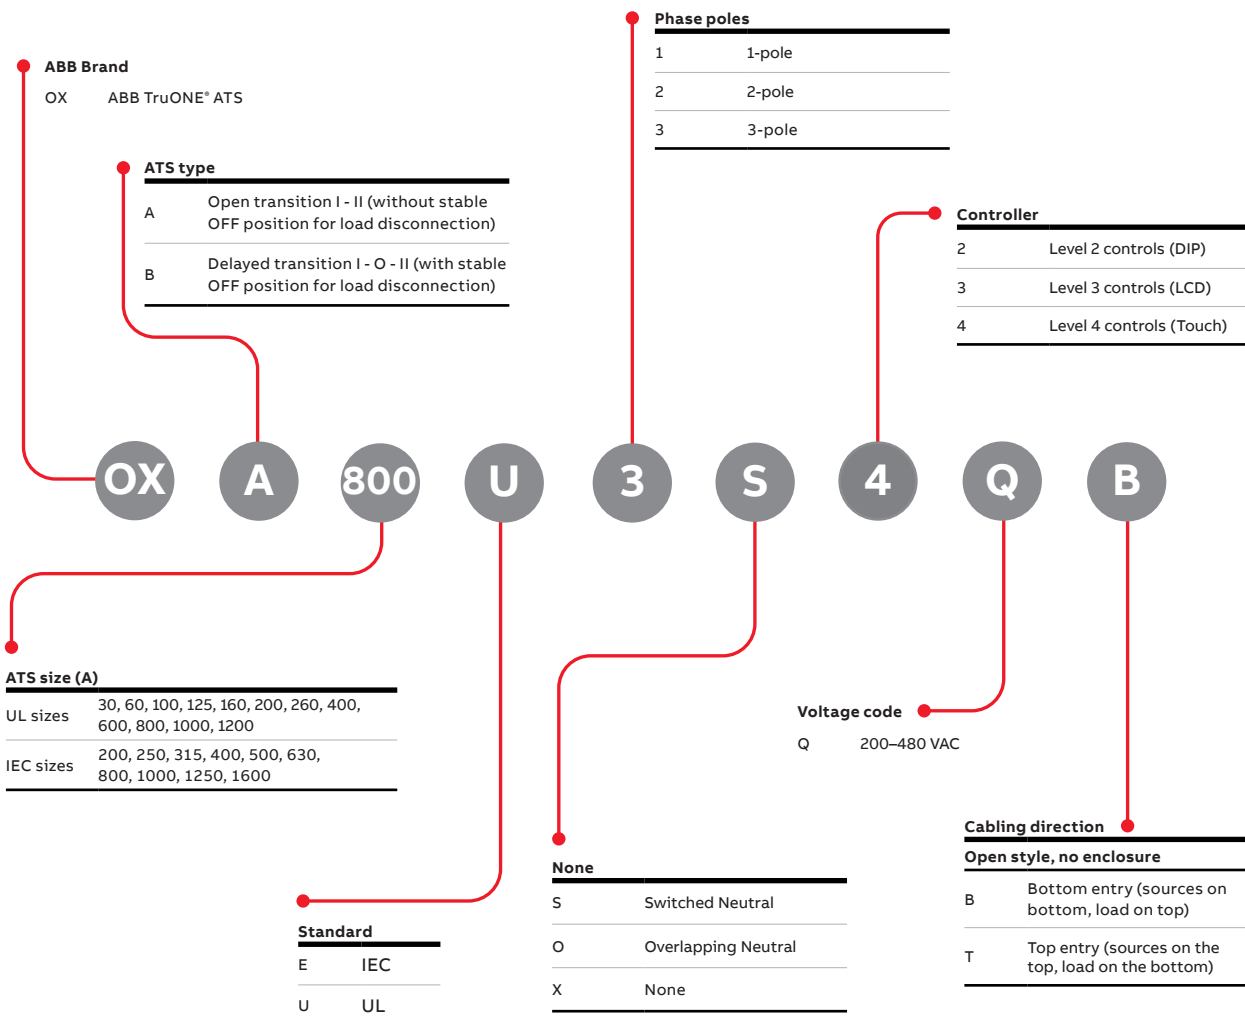 Phase poles
1 1-pole
2 2-pole
3 3-pole
ABB Brand
OX ABB TruONE® ATS
ATS type
A Open transition I - II (without stable
OFF position for load disconnection)
B Delayed transition I - O - II (with stable
OFF position for load disconnection)
Controller
2 Level 2 controls (DIP)
3 Level 3 controls (LCD)
4 Level 4 controls (Touch)
OX A 800 U 3 S 4 Q B
ATS size (A)
UL sizes 30, 60, 100, 125, 160, 200, 260, 400,
600, 800, 1000, 1200
IEC sizes 200, 250, 315, 400, 500, 630,
800, 1000, 1250, 1600
Standard
E IEC
U UL
None
S Switched Neutral
O Overlapping Neutral
X None
Voltage code
Q 200–480 VAC
Cabling direction
Open style, no enclosure
B Bottom entry (sources on
bottom, load on top)
T Top entry (sources on the
top, load on the bottom)